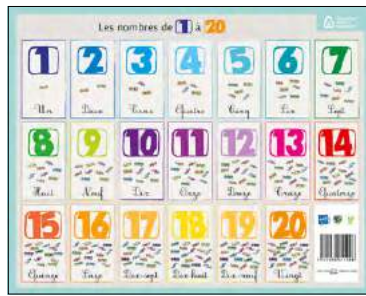 Les nombres de 1 à 20
1 2 3 4 5 6 7
Un Deux Trois Quatre Cinq Six Sept
8 9 10 11 12 13 14
Huit Neuf Dix Onze Douze Treize Quatorze
15 16 17 18 19 20
Quinze Seize Dix-sept Dix-huit Dix-neuf Vingt